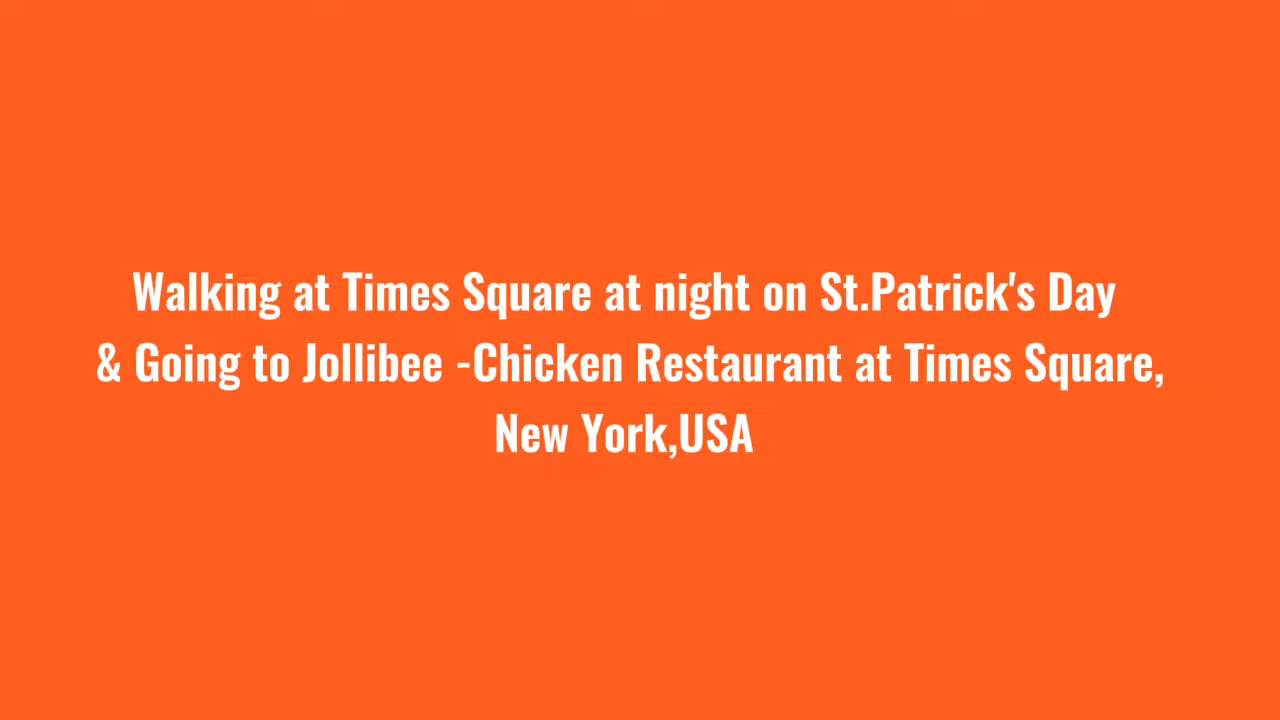 Walking at Times Square at night on St.Patrick's Day
& Going to Jollibee -Chicken Restaurant at Times Square,
New York,USA